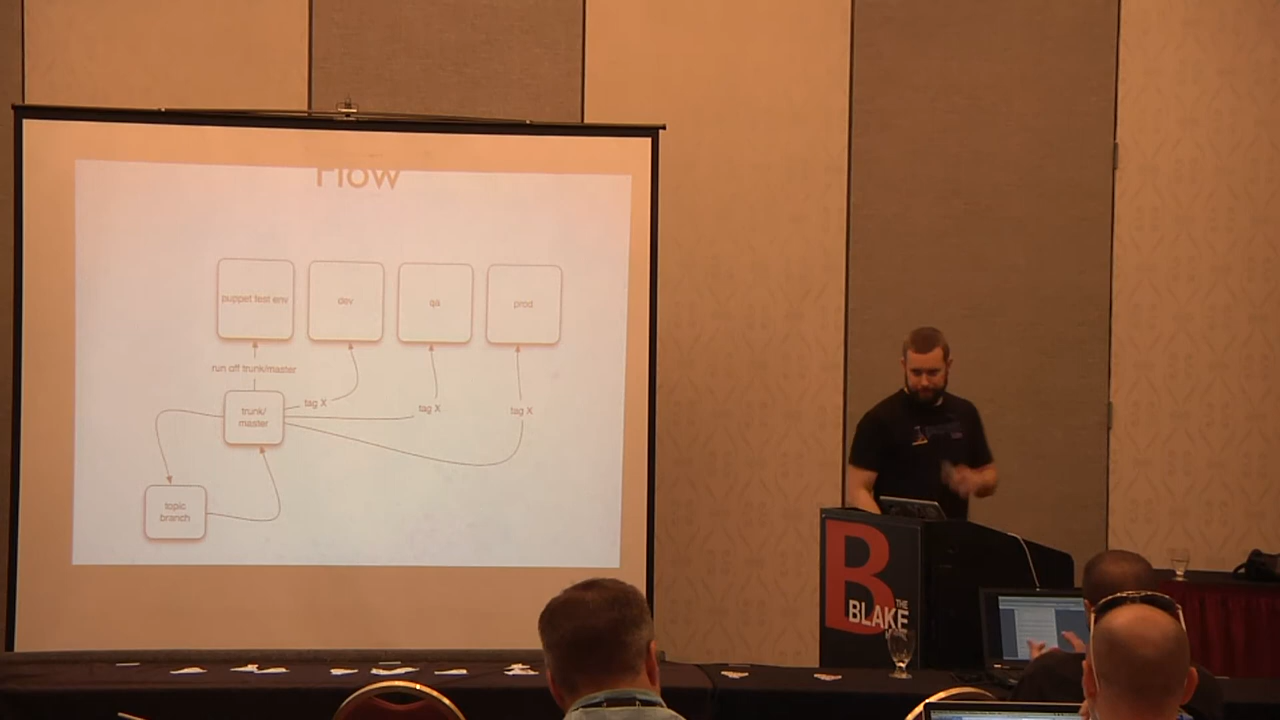 Flow
puppet test env
dev
qa
prod
run off trunk/master
tag X
tag X
tag X
trunk/
master
topic
branch
B
THE
BLAKE